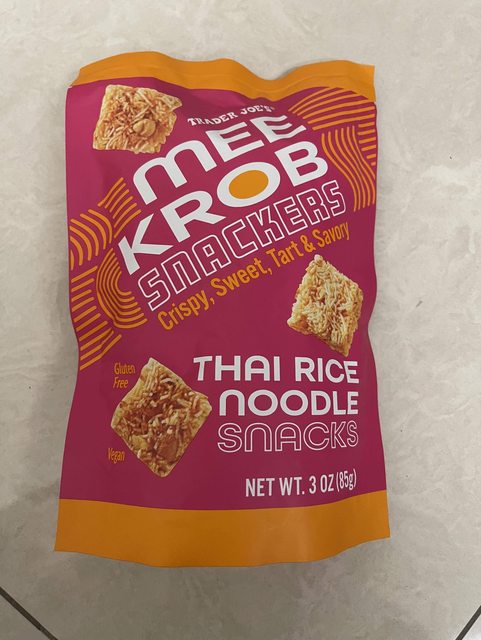 TRADER JOE'S
MEE
KROB
SNACKERS
Crispy, Sweet, Tart & Savory
Gluten
Free
THAI RICE
NOODLE
SNACKS
Vegan
NET WT. 3 OZ (85g)